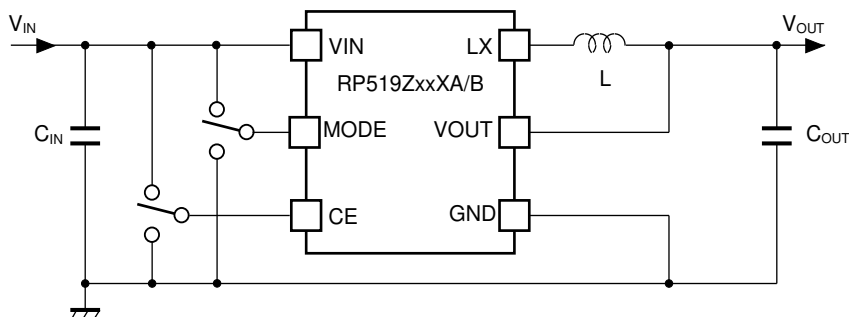 VIN
VOUT
VIN
LX
RP519ZxxXA/B
L
CIN
MODE
VOUT
COUT
CE
GND